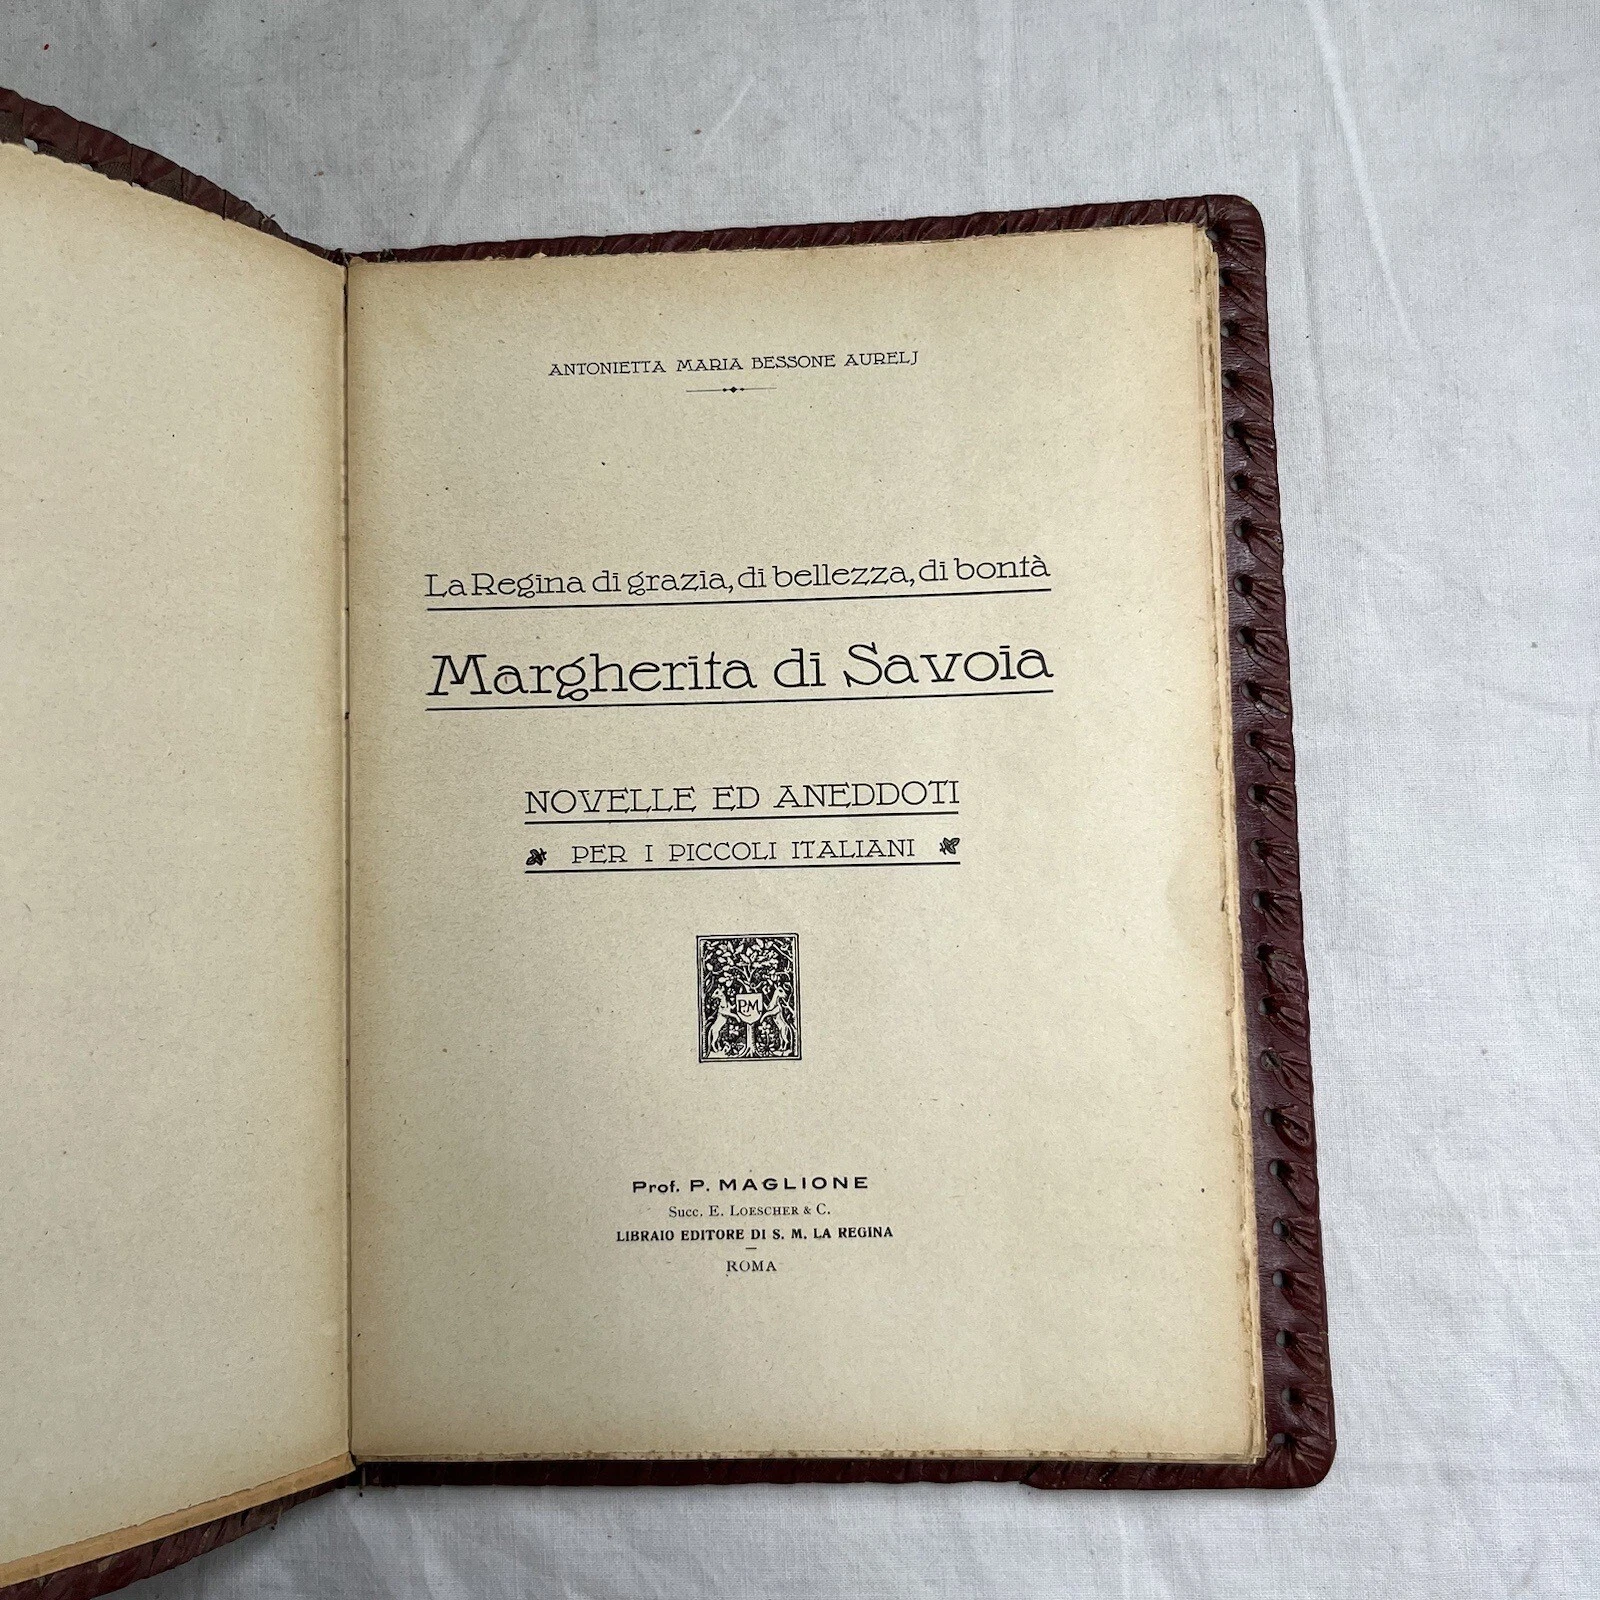 ANTONIETTA MARIA BESSONE AURELJ
La Regina di grazia, di bellezza, di bontà
Margherita di Savoia
NOVELLE ED ANEDDOTI
PER I PICCOLI ITALIANI
P.M.
Prof. P. MAGLIONE
Succ. E. LOESCHER & C.
LIBRAIO EDITORE DI S. M. LA REGINA
ROMA